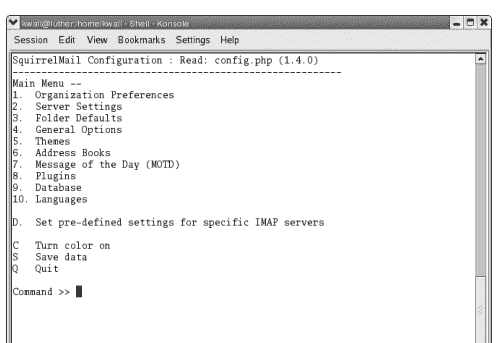 kwall@luther:/home/kwall - Shell - Konsole
Session Edit View Bookmarks Settings Help
SquirrelMail Configuration : Read: config.php (1.4.0)
---------------------------------------------------------
Main Menu --
1. Organization Preferences
2. Server Settings
3. Folder Defaults
4. General Options
5. Themes
6. Address Books
7. Message of the Day (MOTD)
8. Plugins
9. Database
10. Languages
D. Set pre-defined settings for specific IMAP servers
C Turn color on
S Save data
Q Quit
Command >>